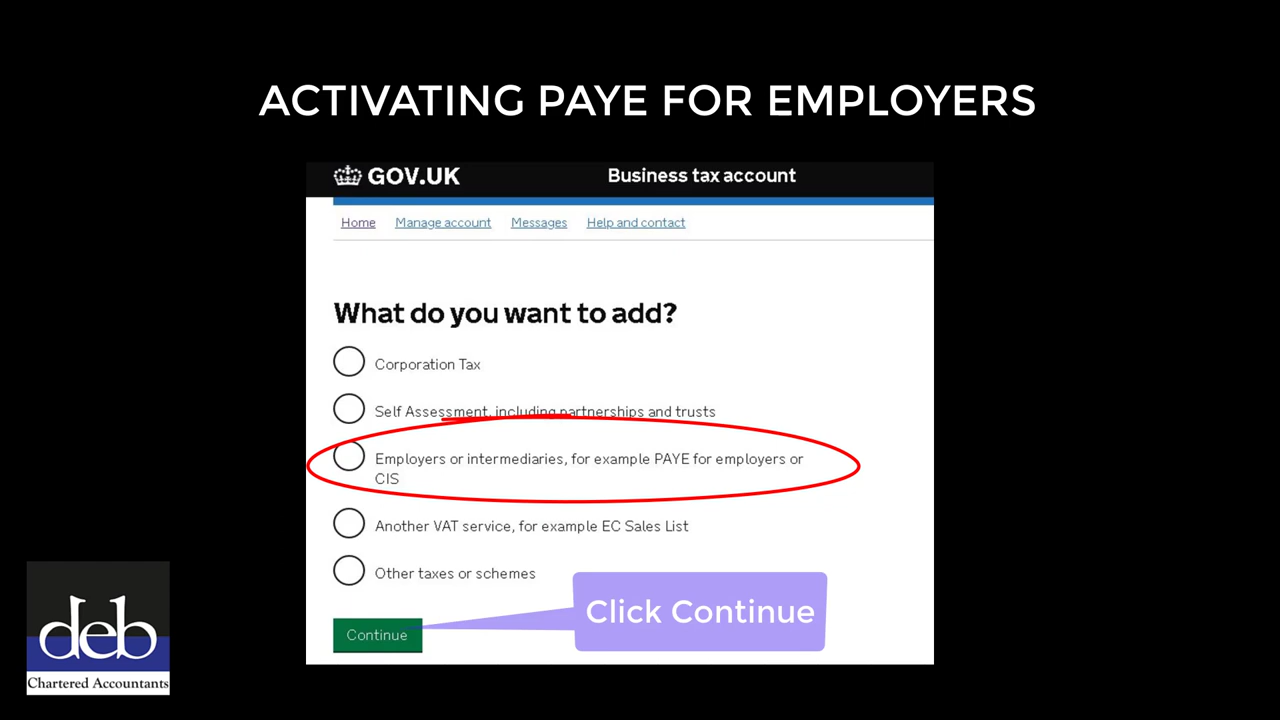 ACTIVATING PAYE FOR EMPLOYERS
GOV.UK
Business tax account
Home
Manage account
Messages
Help and contact
What do you want to add?
Corporation Tax
Self Assessment, including partnerships and trusts
Employers or intermediaries, for example PAYE for employers or
CIS
Another VAT service, for example EC Sales List
Other taxes or schemes
Click Continue
Continue
deb
Chartered Accountants